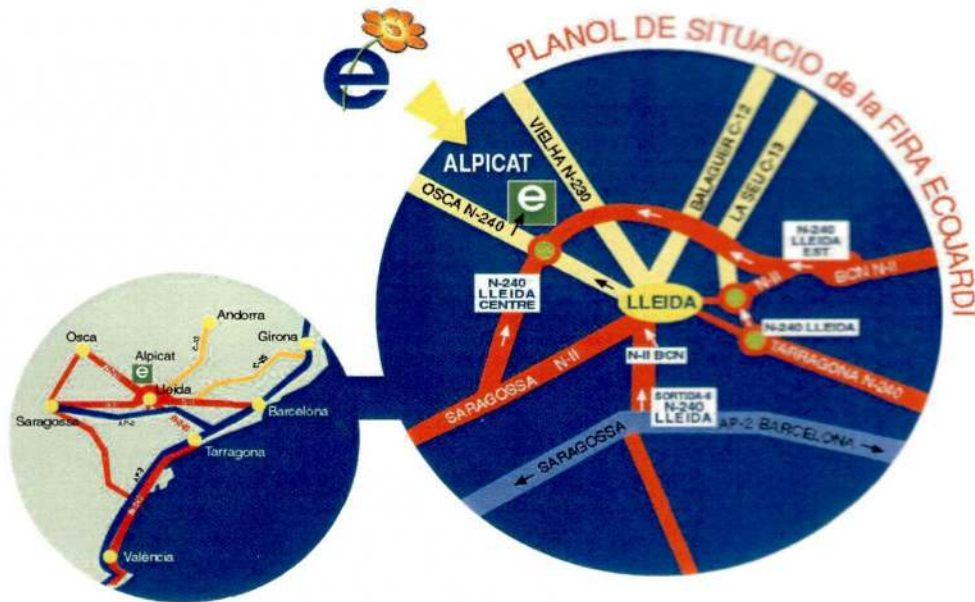 PLANOL DE SITUACIO de la FIRA ECOJARDI
e
ALPICAT
e
VIELHA N-230
BALAGUER C-12
LA SEU C-13
OSCA N-240
N-240
LLEIDA
EST
BCN N-II
N-II
N-240
LLEIDA
CENTRE
LLEIDA
N-240 LLEIDA
N-II BCN
TARRAGONA N-240
SARAGOSSA N-II
SORTIDA-6
N-240
LLEIDA
SARAGOSSA
AP-2 BARCELONA
Andorra
Osca
Girona
Alpicat
e
Lleida
Saragossa
Barcelona
Tarragona
València